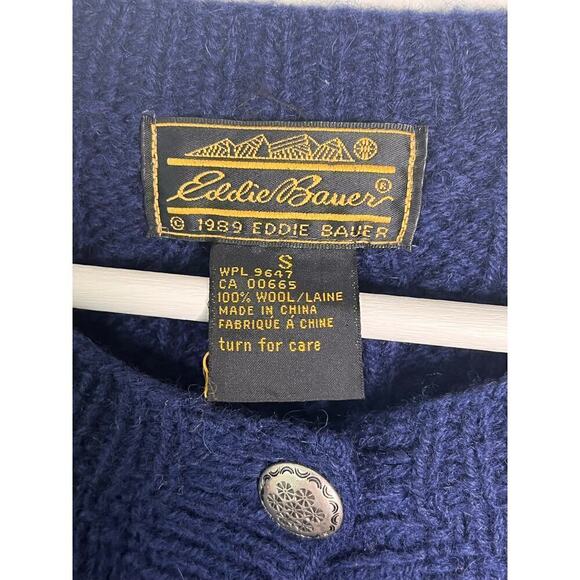 Eddie Bauer®
© 1989 EDDIE BAUER
S
WPL 9647
CA 00665
100% WOOL/LAINE
MADE IN CHINA
FABRIQUÉ À CHINE
turn for care